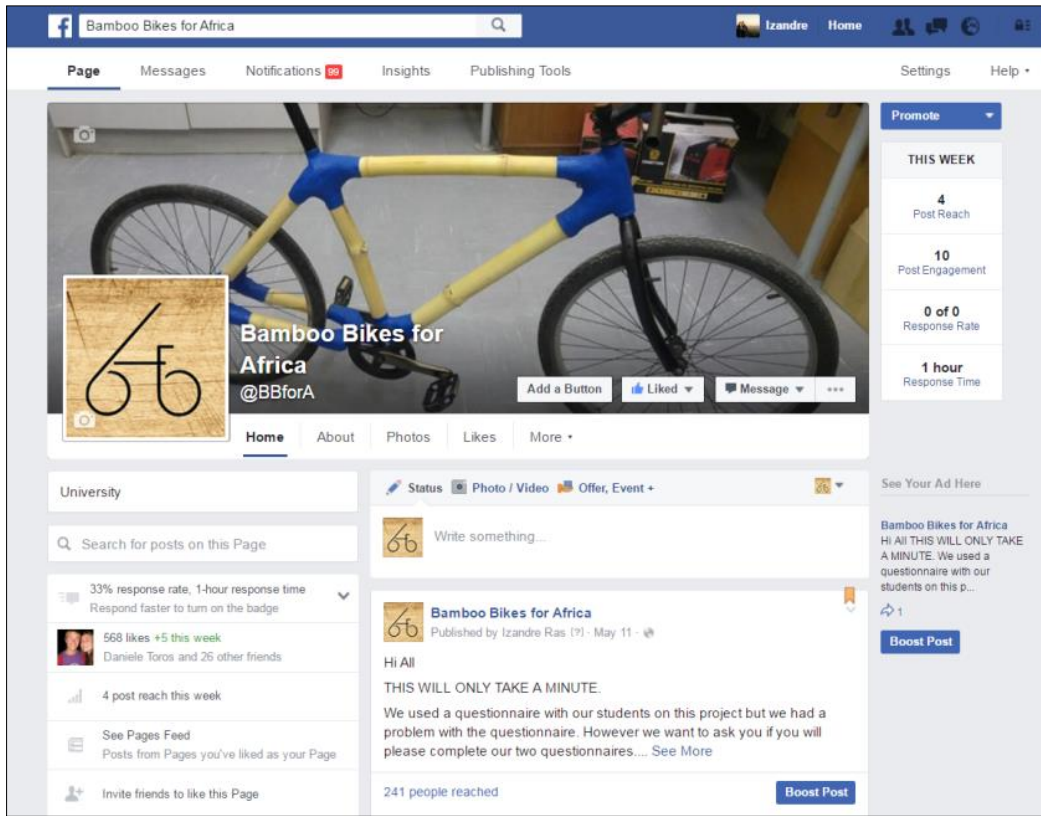 Bamboo Bikes for Africa
Izandre Home
Page Messages Notifications 99 Insights Publishing Tools Settings Help
Promote
THIS WEEK
4
Post Reach
10
Post Engagement
0 of 0
Response Rate
1 hour
Response Time
Bamboo Bikes for
Africa
@BBforA
Add a Button Liked Message ...
Home About Photos Likes More
University
Search for posts on this Page
33% response rate, 1-hour response time
Respond faster to turn on the badge
568 likes +5 this week
Daniele Toros and 26 other friends
4 post reach this week
See Pages Feed
Posts from Pages you've liked as your Page
Invite friends to like this Page
Status Photo / Video Offer, Event +
Write something...
Bamboo Bikes for Africa
Published by Izandre Ras [?] · May 11 ·
Hi All
THIS WILL ONLY TAKE A MINUTE.
We used a questionnaire with our students on this project but we had a
problem with the questionnaire. However we want to ask you if you will
please complete our two questionnaires.... See More
241 people reached Boost Post
See Your Ad Here
Bamboo Bikes for Africa
Hi All THIS WILL ONLY TAKE
A MINUTE. We used a
questionnaire with our
students on this p...
1
Boost Post